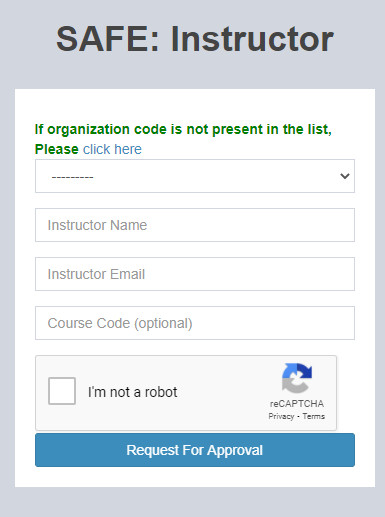 SAFE: Instructor
If organization code is not present in the list,
Please click here
---------
Instructor Name
Instructor Email
Course Code (optional)
I'm not a robot
reCAPTCHA
Privacy - Terms
Request For Approval